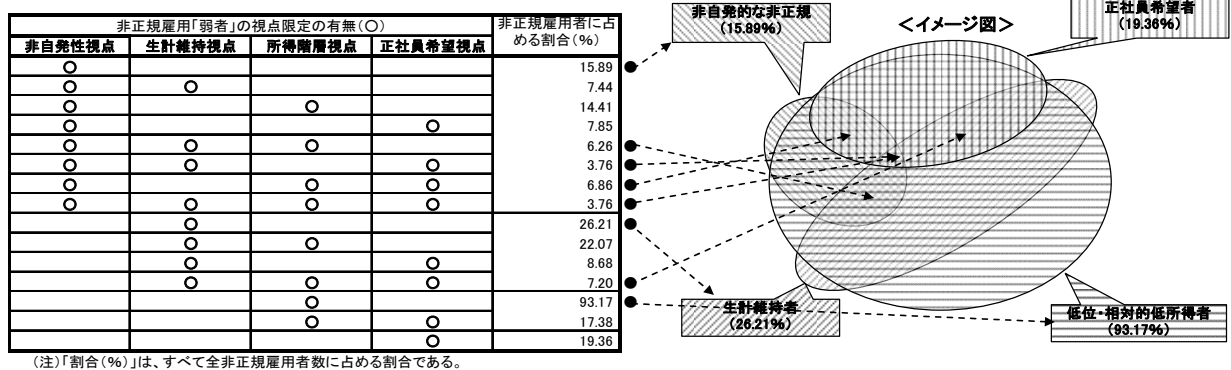 非正規雇用「弱者」の視点限定の有無(○)
非正規雇用者に占
める割合(%)
非自発性視点 生計維持視点 所得階層視点 正社員希望視点
○ 15.89
○ ○ 7.44
○ ○ 14.41
○ ○ 7.85
○ ○ ○ 6.26
○ ○ ○ 3.76
○ ○ ○ 6.86
○ ○ ○ ○ 3.76
○ 26.21
○ ○ 22.07
○ ○ 8.68
○ ○ ○ 7.20
○ 93.17
○ ○ 17.38
○ 19.36
(注)「割合(%)」は、すべて全非正規雇用者数に占める割合である。
非自発的な非正規
(15.89%)
<イメージ図>
正社員希望者
(19.36%)
生計維持者
(26.21%)
低位・相対的低所得者
(93.17%)